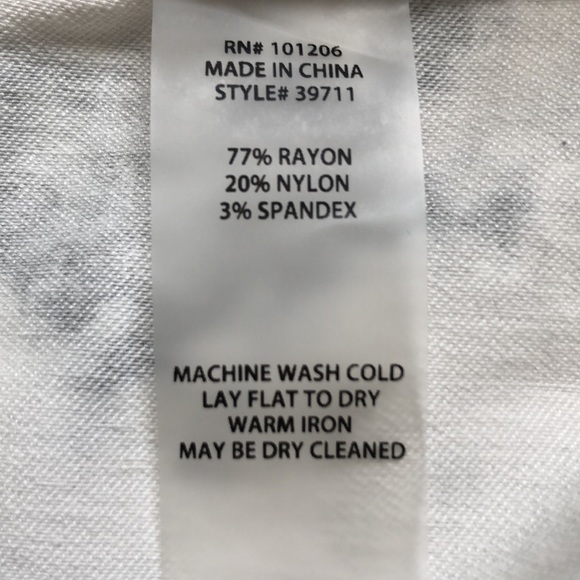 RN# 101206
MADE IN CHINA
STYLE# 39711
77% RAYON
20% NYLON
3% SPANDEX
MACHINE WASH COLD
LAY FLAT TO DRY
WARM IRON
MAY BE DRY CLEANED